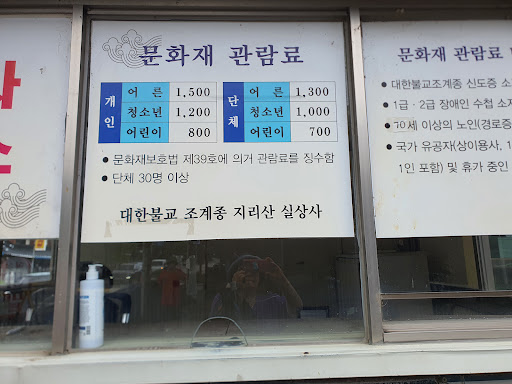 문화재 관람료
개인
어 른 1,500
청소년 1,200
어린이 800
단체
어 른 1,300
청소년 1,000
어린이 700
● 문화재보호법 제39호에 의거 관람료를 징수함
● 단체 30명 이상
대한불교 조계종 지리산 실상사
문화재 관람료
• 대한불교조계종 신도증 소
• 1급 · 2급 장애인 수첩 소지
• 70세 이상의 노인(경로증
• 국가 유공자(상이용사, 1
1인 포함) 및 휴가 중인